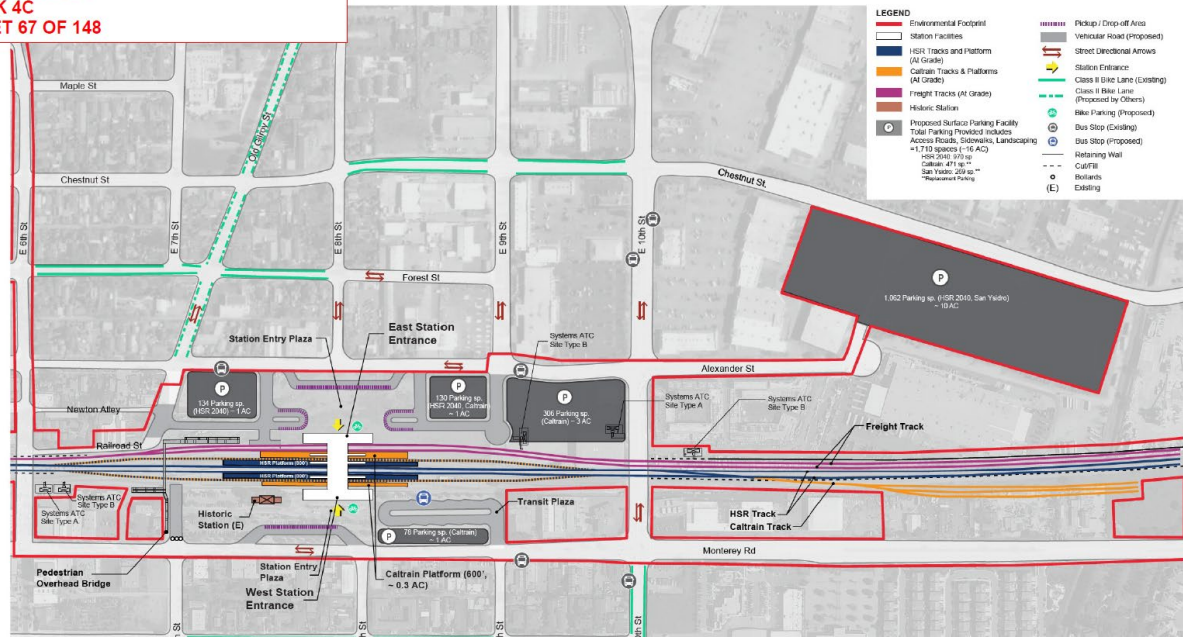 K 4C
ET 67 OF 148
LEGEND
Environmental Footprint
Station Facilities
HSR Tracks and Platform
(At Grade)
Caltrain Tracks & Platforms
(At Grade)
Freight Tracks (At Grade)
Historic Station
P
Proposed Surface Parking Facility
Total Parking Provided Includes
Access Roads, Sidewalks, Landscaping
=1,710 spaces (~16 AC)
HSR 2040: 970 sp
Caltrain: 471 sp **
San Ysidro: 269 sp.**
**Replacement Parking
Pickup / Drop-off Area
Vehicular Road (Proposed)
Street Directional Arrows
Station Entrance
Class II Bike Lane (Existing)
Class II Bike Lane
(Proposed by Others)
Bike Parking (Proposed)
Bus Stop (Existing)
Bus Stop (Proposed)
Retaining Wall
Cut/Fill
Bollards
(E) Existing
Maple St
Old Gilroy St
Chestnut St
Chestnut St.
E 6th St
E 7th St
E 8th St
E 9th St
E 10th St
Forest St
P
1,062 Parking sp. (HSR 2040, San Ysidro)
~ 10 AC
Station Entry Plaza
East Station
Entrance
Systems ATC
Site Type B
Alexander St
P
134 Parking sp.
(HSR 2040) ~ 1 AC
P
130 Parking sp.
(HSR 2040, Caltrain)
~ 1 AC
P
306 Parking sp.
(Caltrain) ~ 3 AC
Systems ATC
Site Type A
Systems ATC
Site Type B
Newton Alley
Railroad St
Freight Track
HSR Platform (800')
Systems ATC
Site Type B
Systems ATC
Site Type A
Historic
Station (E)
Transit Plaza
HSR Track
Caltrain Track
P
78 Parking sp. (Caltrain)
~ 1 AC
Monterey Rd
Pedestrian
Overhead Bridge
Station Entry
Plaza
West Station
Entrance
Caltrain Platform (600',
~ 0.3 AC)